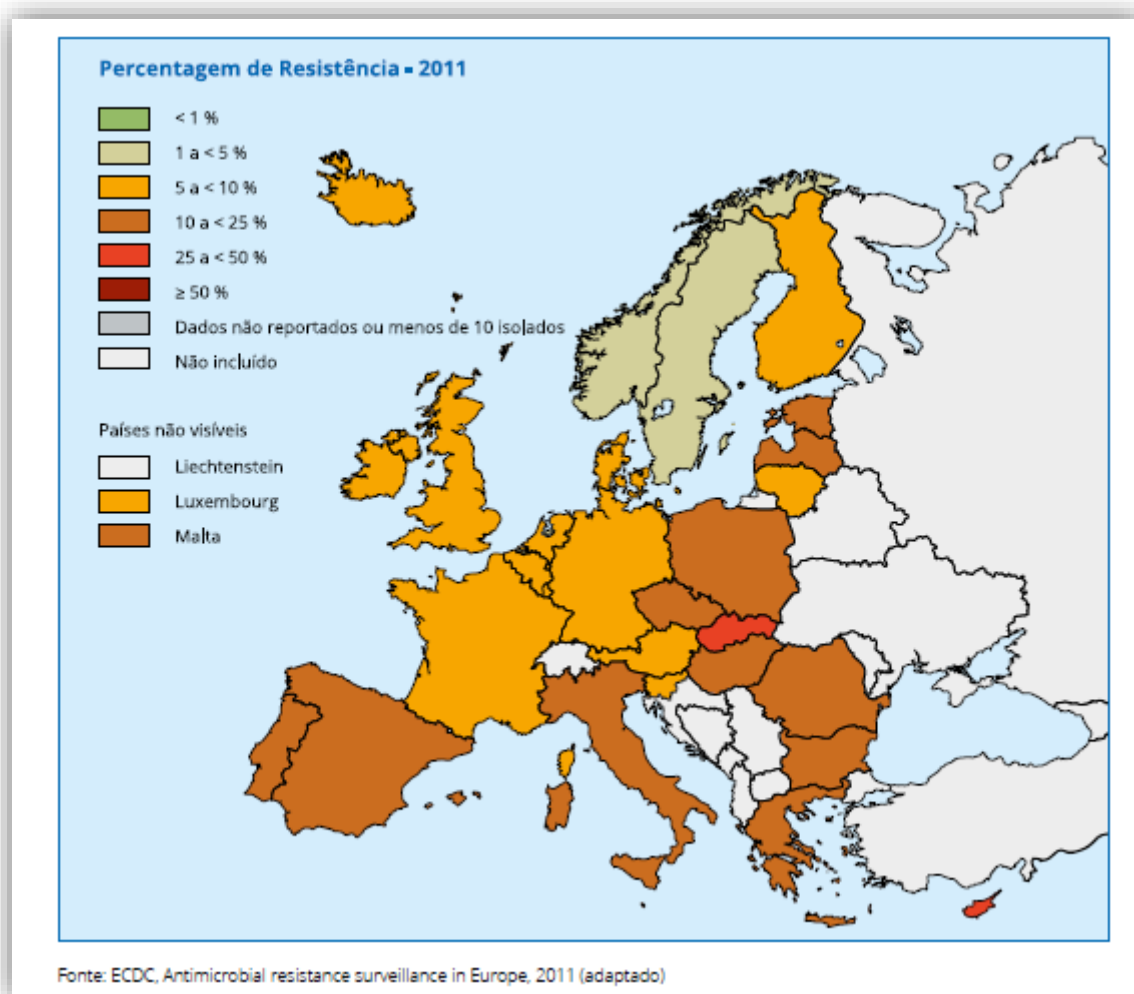 Percentagem de Resistência - 2011
< 1 %
1 a < 5 %
5 a < 10 %
10 a < 25 %
25 a < 50 %
≥ 50 %
Dados não reportados ou menos de 10 isolados
Não incluído
Países não visíveis
Liechtenstein
Luxembourg
Malta
Fonte: ECDC, Antimicrobial resistance surveillance in Europe, 2011 (adaptado)